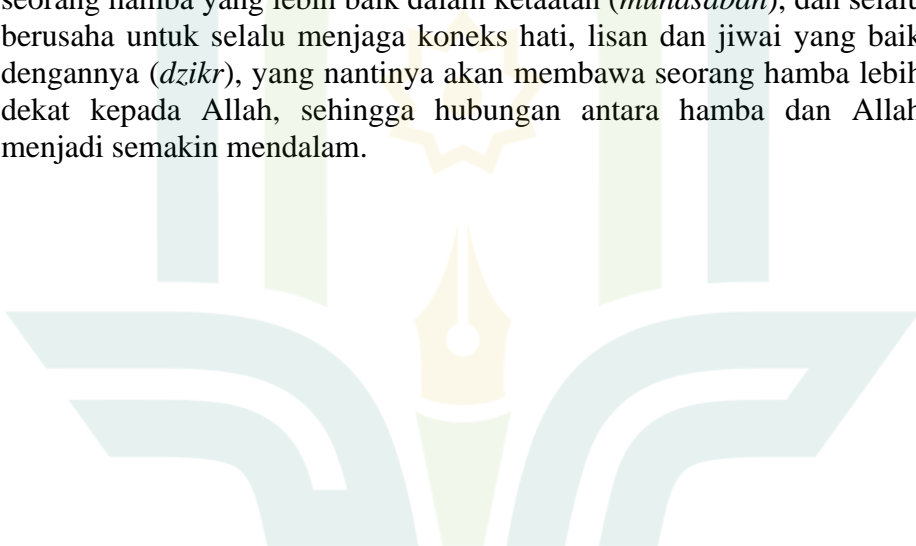 seorang hamba yang lebih baik dalam ketaatan (muhasabah), dan selalu
berusaha untuk selalu menjaga koneks hati, lisan dan jiwai yang baik
dengannya (dzikr), yang nantinya akan membawa seorang hamba lebih
dekat kepada Allah, sehingga hubungan antara hamba dan Allah
menjadi semakin mendalam.